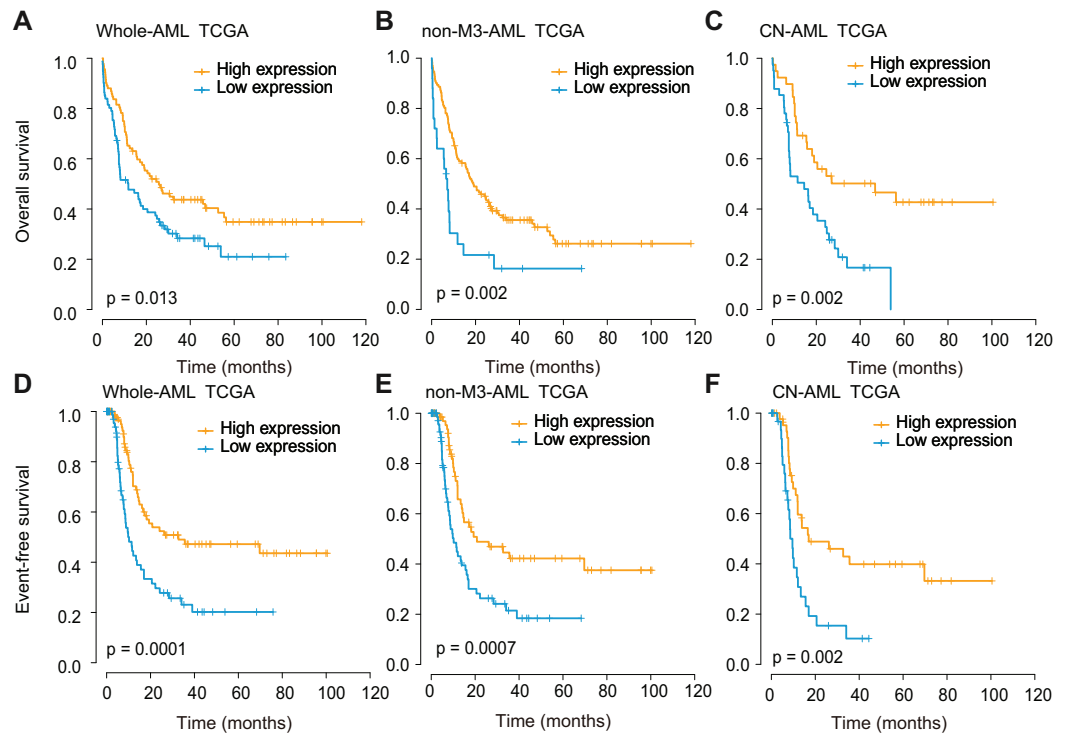 A Whole-AML TCGA
High expression
Low expression
Overall survival
1.0
0.8
0.6
0.4
0.2
0.0
p = 0.013
0 20 40 60 80 100 120
Time (months)
B non-M3-AML TCGA
High expression
Low expression
1.0
0.8
0.6
0.4
0.2
0.0
p = 0.002
0 20 40 60 80 100 120
Time (months)
C CN-AML TCGA
High expression
Low expression
1.0
0.8
0.6
0.4
0.2
0.0
p = 0.002
0 20 40 60 80 100 120
Time (months)
D Whole-AML TCGA
High expression
Low expression
Event-free survival
1.0
0.8
0.6
0.4
0.2
0.0
p = 0.0001
0 20 40 60 80 100 120
Time (months)
E non-M3-AML TCGA
High expression
Low expression
1.0
0.8
0.6
0.4
0.2
0.0
p = 0.0007
0 20 40 60 80 100 120
Time (months)
F CN-AML TCGA
High expression
Low expression
1.0
0.8
0.6
0.4
0.2
0.0
p = 0.002
0 20 40 60 80 100 120
Time (months)